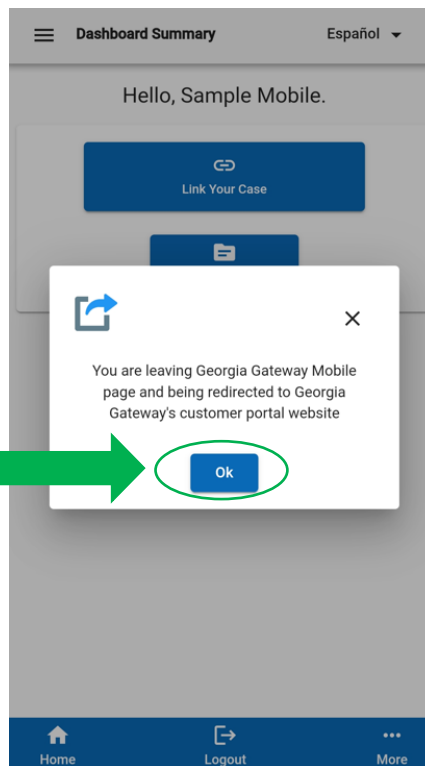 Dashboard Summary Español
Hello, Sample Mobile.
Link Your Case
You are leaving Georgia Gateway Mobile
page and being redirected to Georgia
Gateway's customer portal website
Ok
Home Logout More